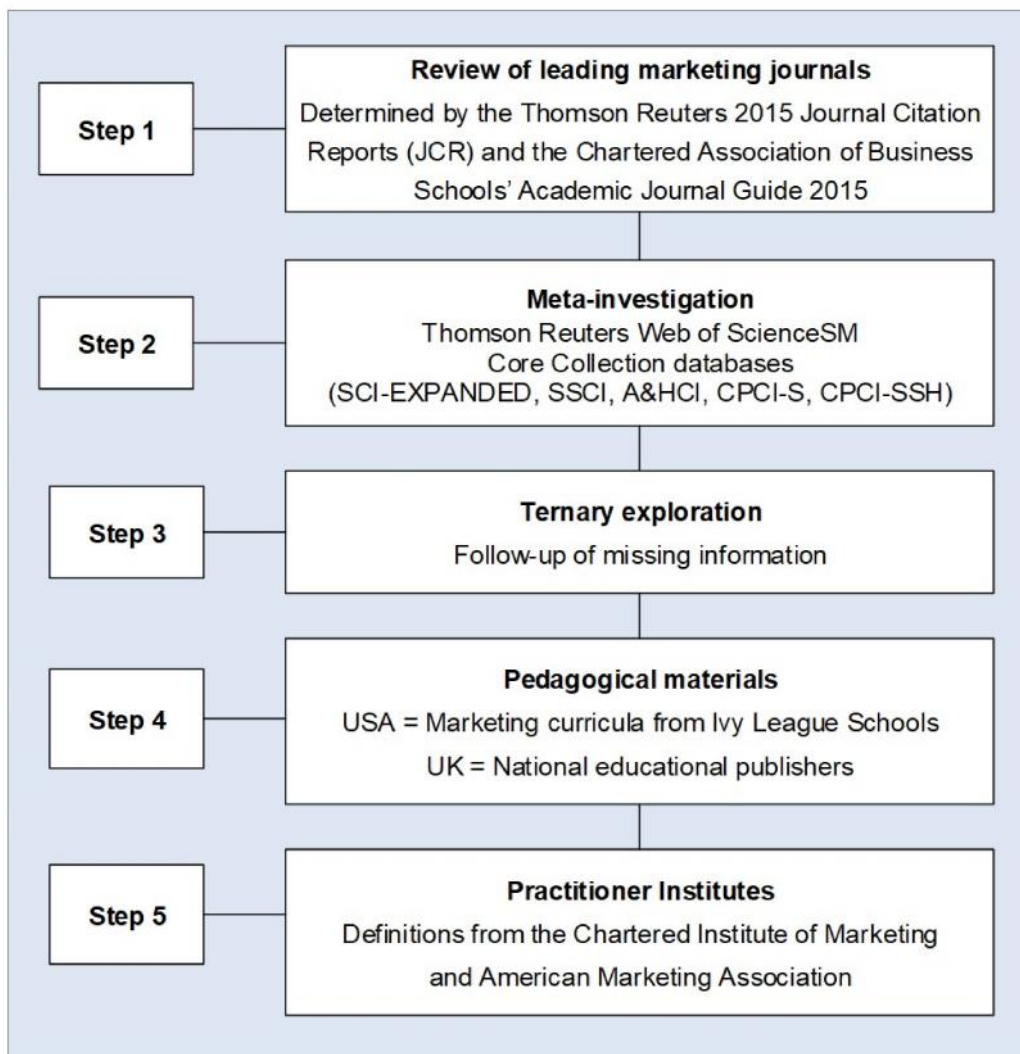 Step 1
Review of leading marketing journals
Determined by the Thomson Reuters 2015 Journal Citation
Reports (JCR) and the Chartered Association of Business
Schools’ Academic Journal Guide 2015
Step 2
Meta-investigation
Thomson Reuters Web of ScienceSM
Core Collection databases
(SCI-EXPANDED, SSCI, A&HCI, CPCI-S, CPCI-SSH)
Step 3
Ternary exploration
Follow-up of missing information
Step 4
Pedagogical materials
USA = Marketing curricula from Ivy League Schools
UK = National educational publishers
Step 5
Practitioner Institutes
Definitions from the Chartered Institute of Marketing
and American Marketing Association